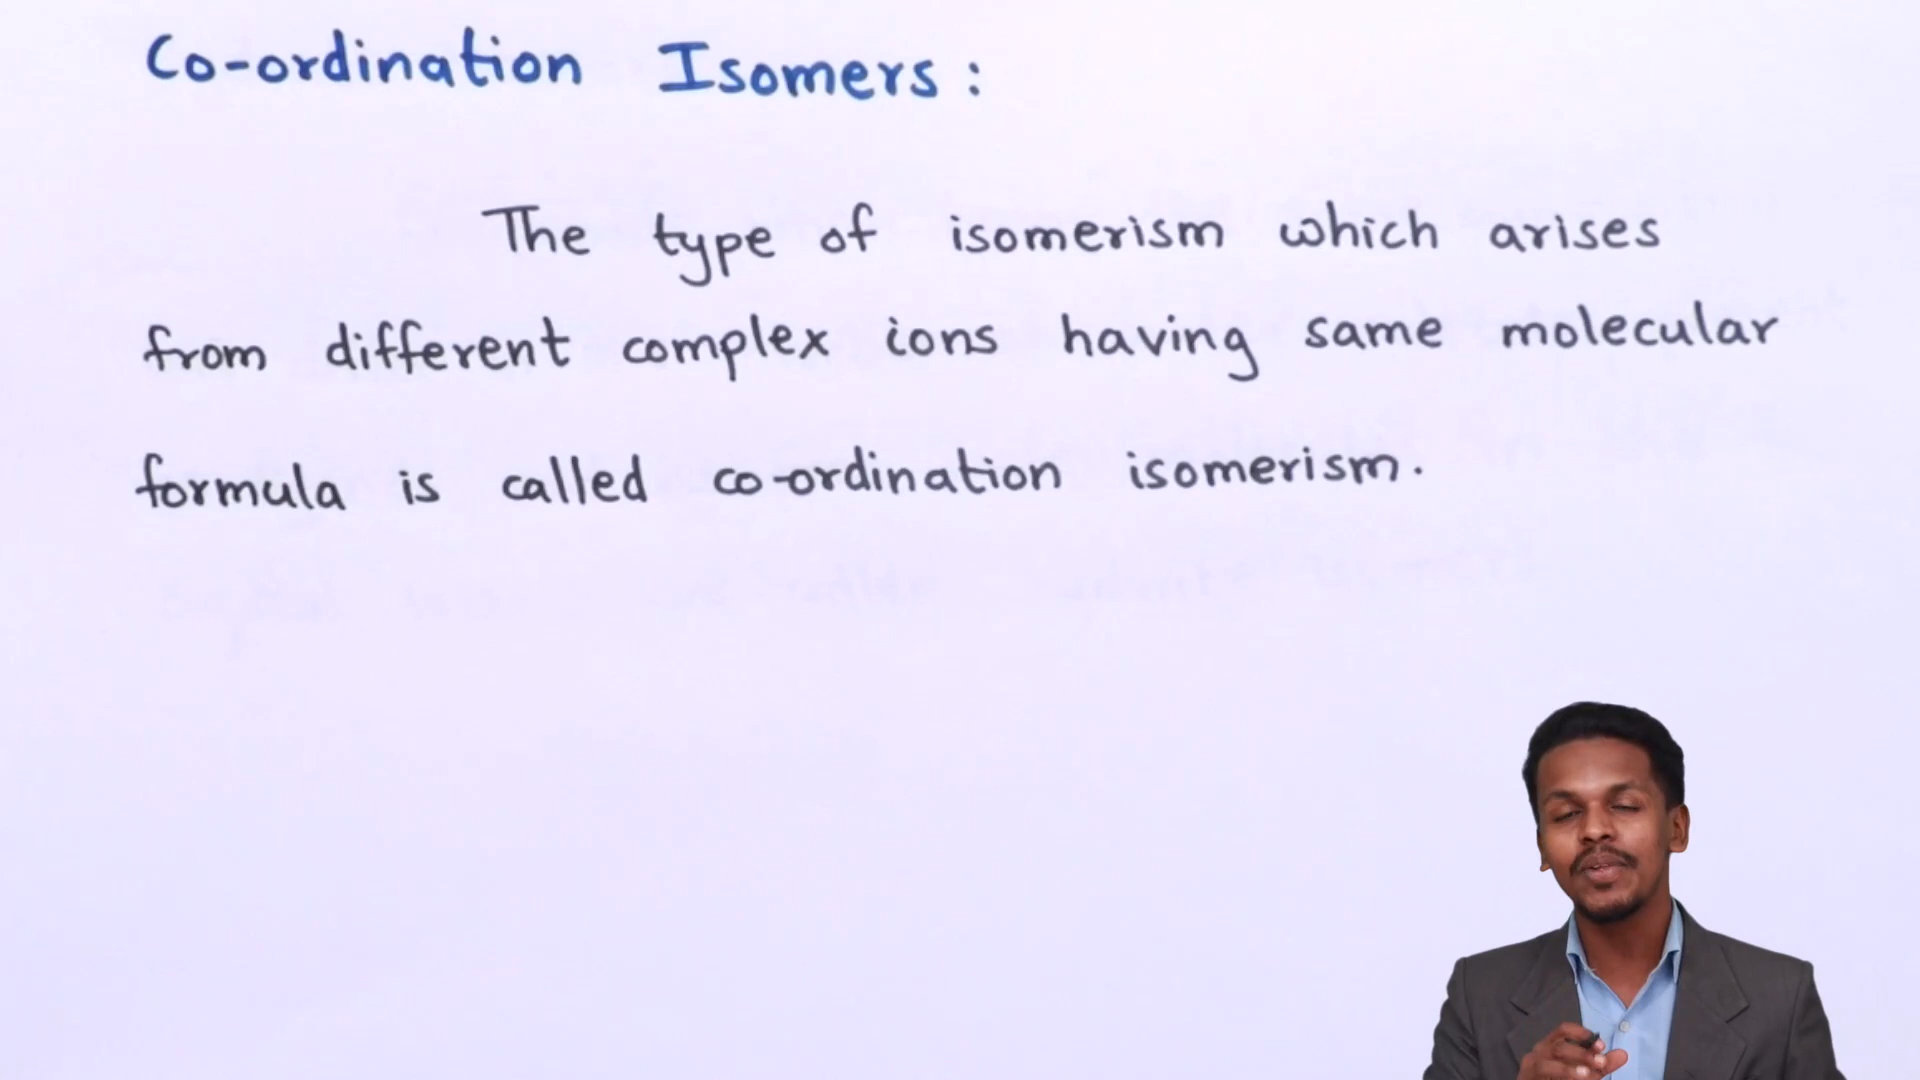 Co-ordination Isomers:
The type of isomerism which arises
from different complex ions having same molecular
formula is called co-ordination isomerism.